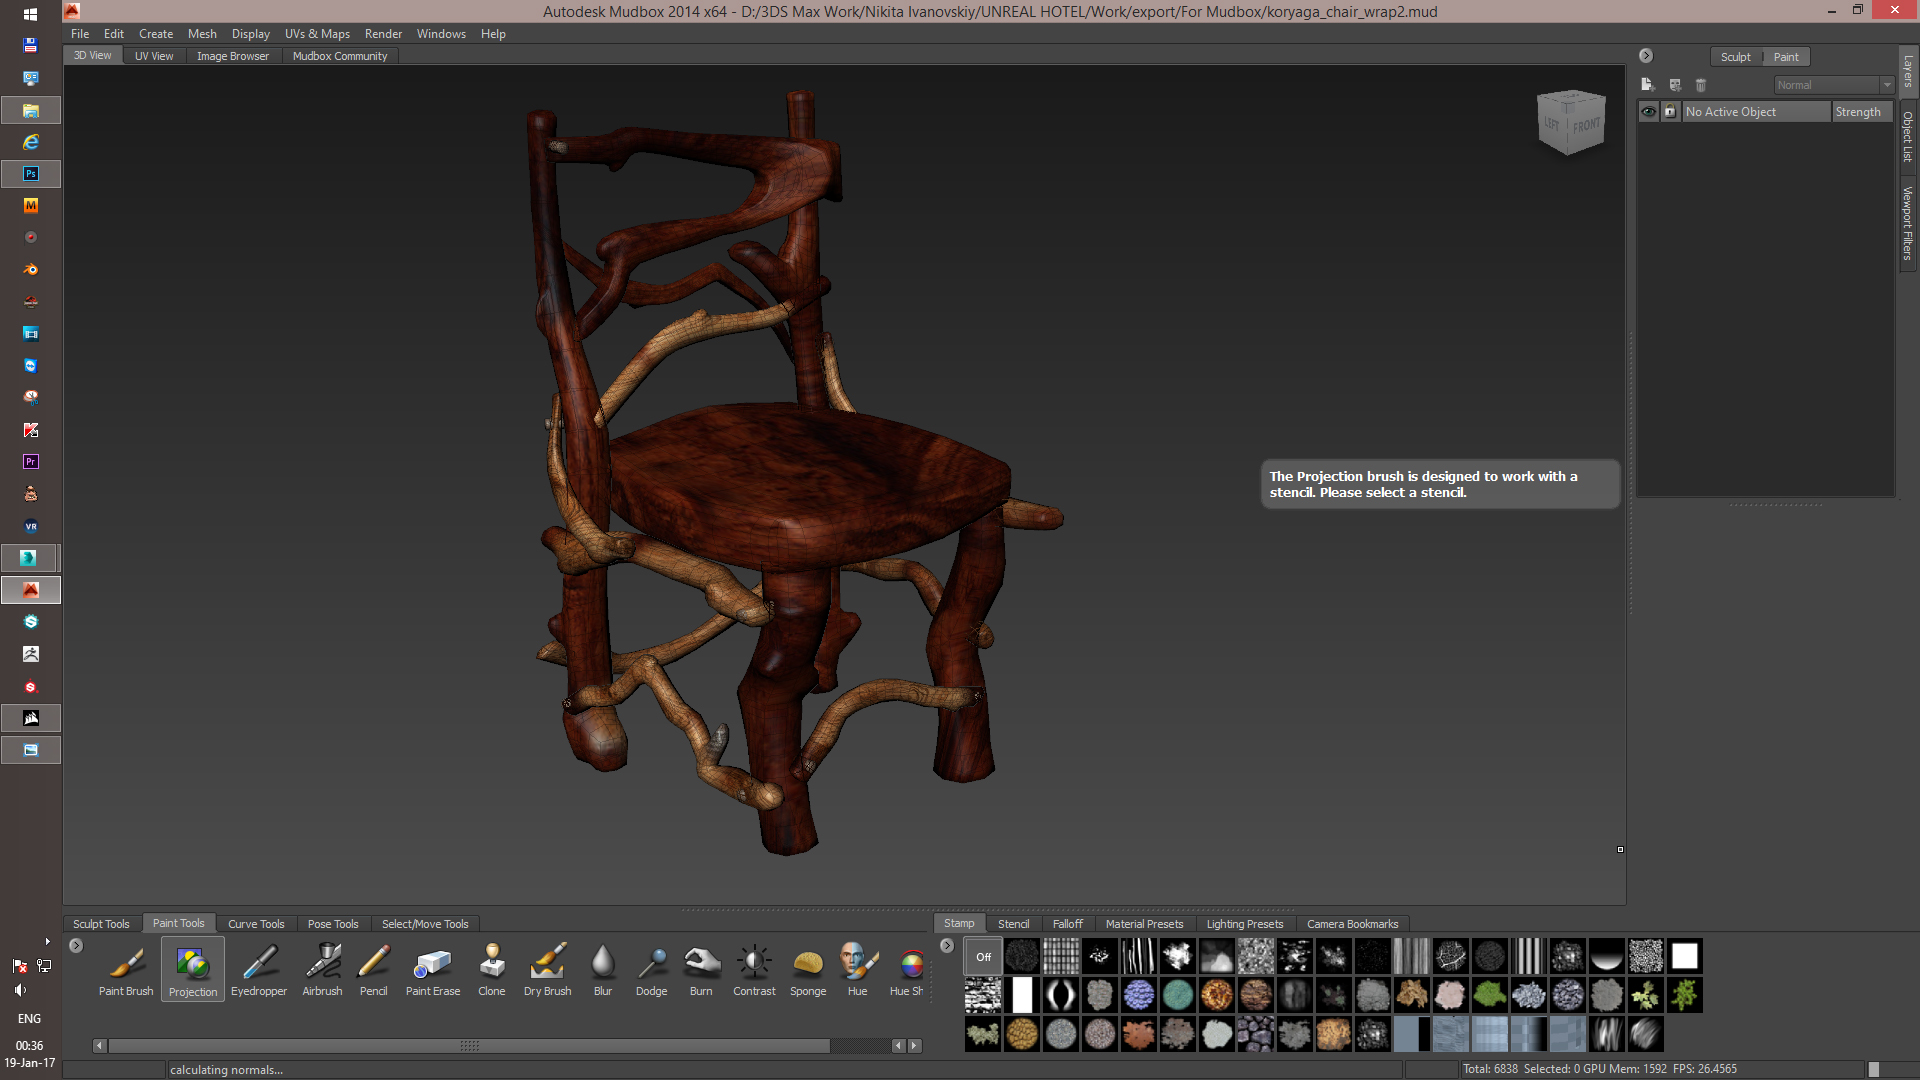 Autodesk Mudbox 2014 x64 - D:/3DS Max Work/Nikita Ivanovskiy/UNREAL HOTEL/Work/export/For Mudbox/koryaga_chair_wrap2.mud
File Edit Create Mesh Display UVs & Maps Render Windows Help
3D View UV View Image Browser Mudbox Community
Sculpt Paint
Normal
No Active Object Strength
Layers
Object List
Viewport Filters
LEFT FRONT
The Projection brush is designed to work with a
stencil. Please select a stencil.
Ps
M
Pr
VR
Sculpt Tools Paint Tools Curve Tools Pose Tools Select/Move Tools
Stamp Stencil Falloff Material Presets Lighting Presets Camera Bookmarks
Off
Paint Brush Projection Eyedropper Airbrush Pencil Paint Erase Clone Dry Brush Blur Dodge Burn Contrast Sponge Hue Hue Sh
ENG
00:36
19-Jan-17
calculating normals...
Total: 6838 Selected: 0 GPU Mem: 1592 FPS: 26.4565